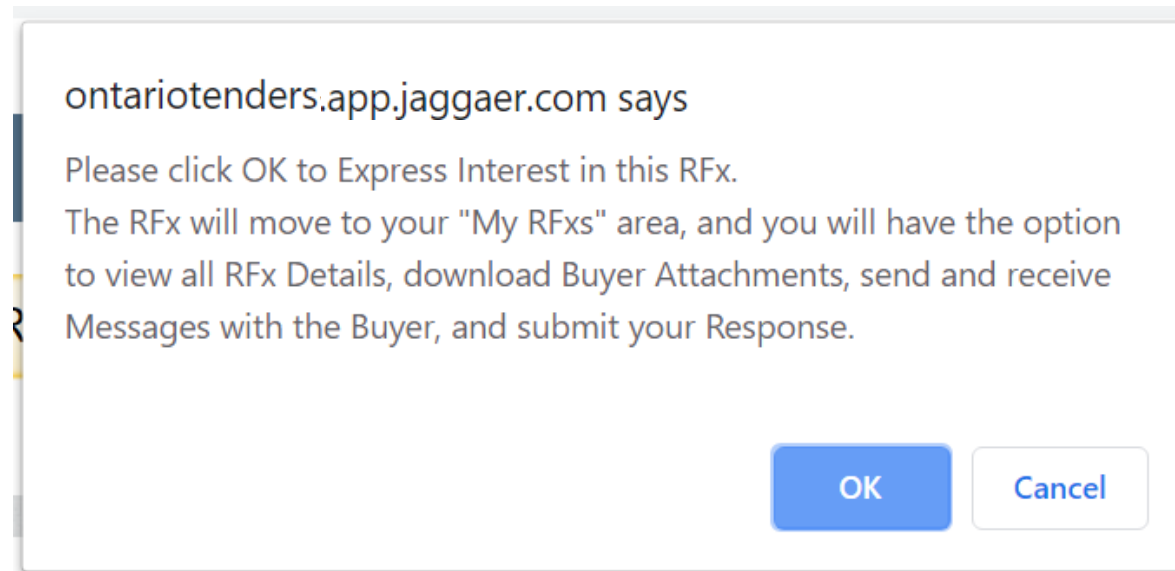 ontariotenders.app.jaggaer.com says
Please click OK to Express Interest in this RFx.
The RFx will move to your "My RFxs" area, and you will have the option
to view all RFx Details, download Buyer Attachments, send and receive
Messages with the Buyer, and submit your Response.
OK
Cancel